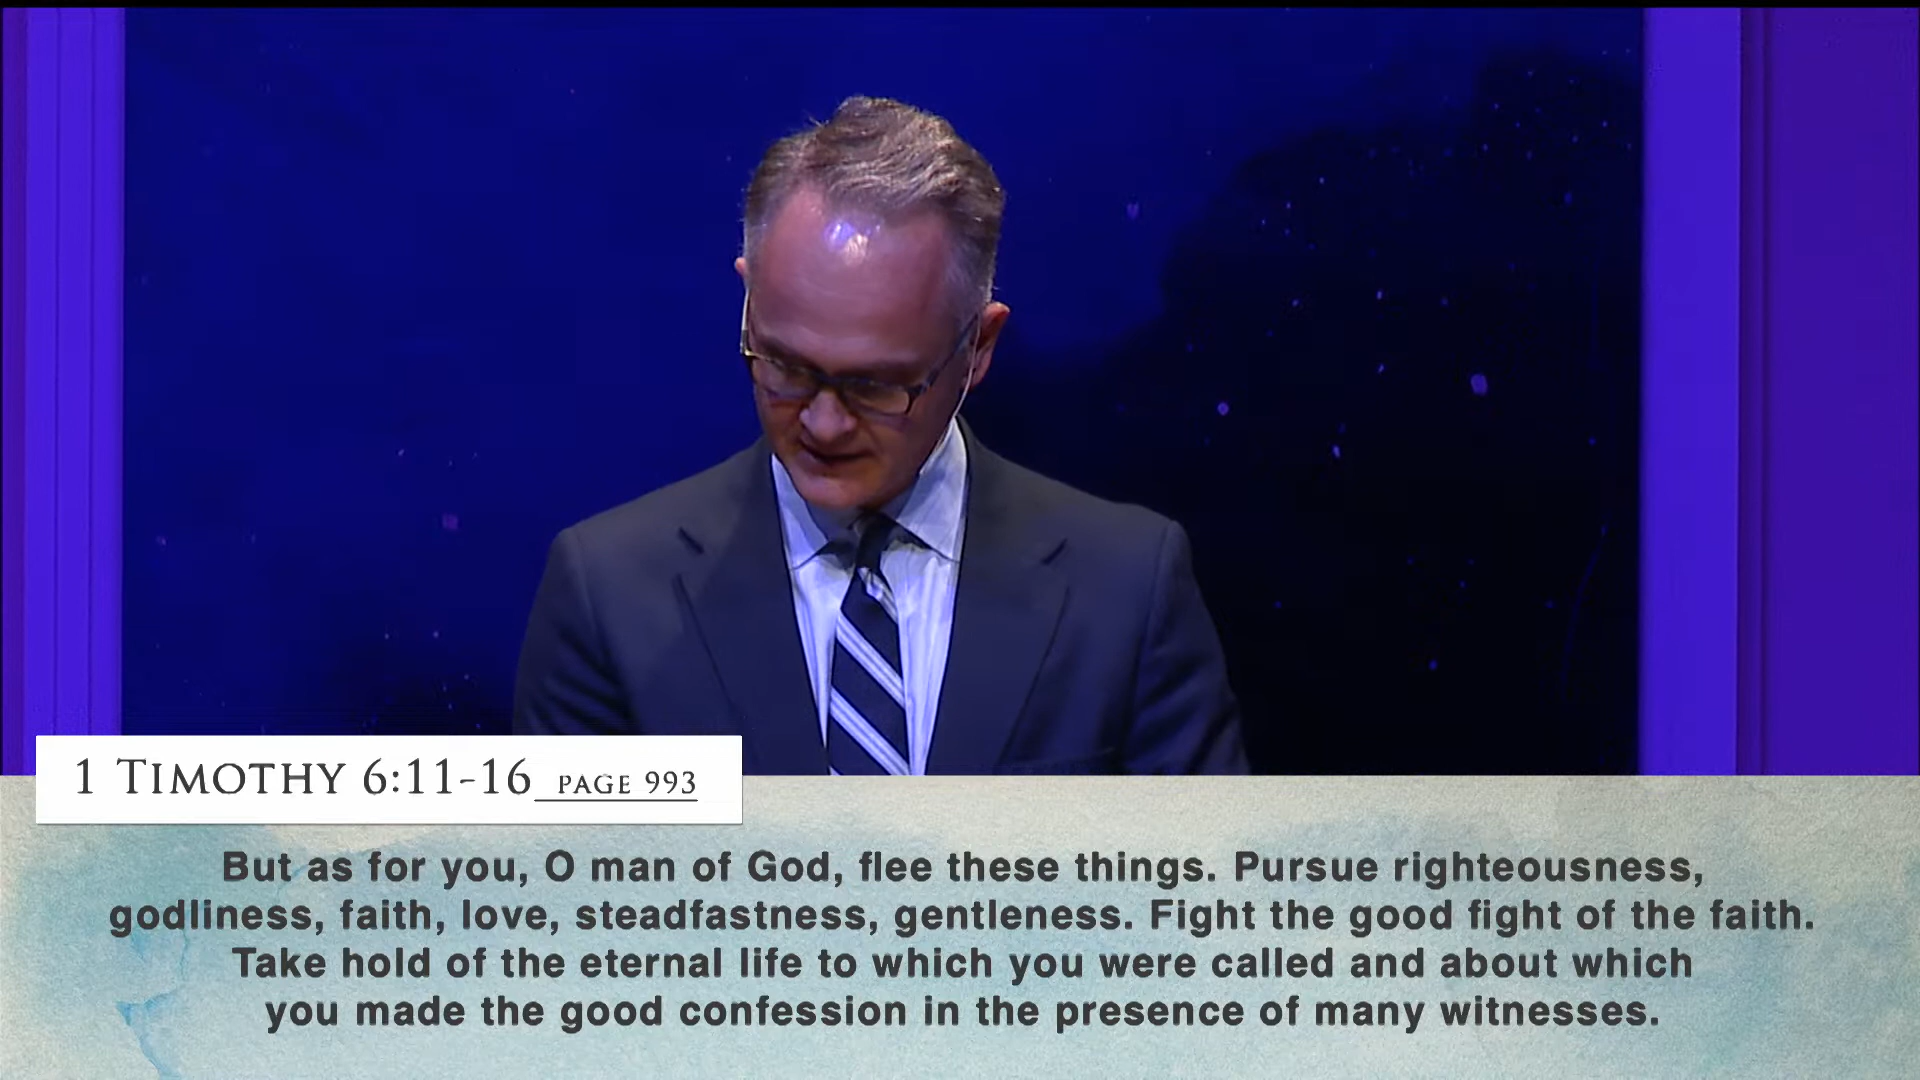 1 TIMOTHY 6:11-16 PAGE 993
But as for you, O man of God, flee these things. Pursue righteousness,
godliness, faith, love, steadfastness, gentleness. Fight the good fight of the faith.
Take hold of the eternal life to which you were called and about which
you made the good confession in the presence of many witnesses.